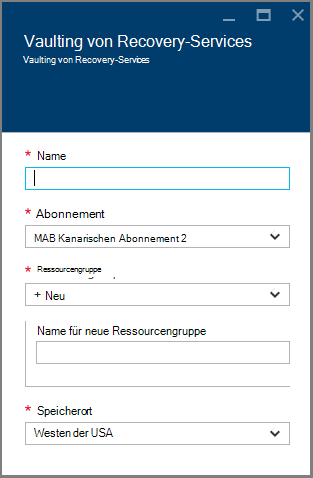 Vaulting von Recovery-Services
Vaulting von Recovery-Services
* Name
* Abonnement
MAB Kanarischen Abonnement 2
* Ressourcengruppe
+ Neu
Name für neue Ressourcengruppe
* Speicherort
Westen der USA